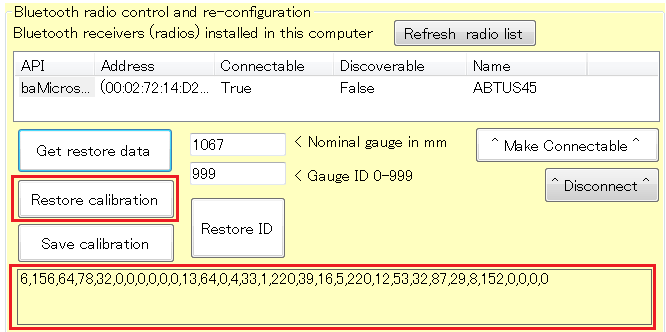 Bluetooth radio control and re-configuration
Bluetooth receivers (radios) installed in this computer
Refresh radio list
API Address Connectable Discoverable Name
baMicros... (00:02:72:14:D2... True False ABTUS45
Get restore data
1067 < Nominal gauge in mm
^ Make Connectable ^
999 < Gauge ID 0-999
^ Disconnect ^
Restore calibration
Restore ID
Save calibration
6,156,64,78,32,0,0,0,0,0,0,13,64,0,4,33,1,220,39,16,5,220,12,53,32,87,29,8,152,0,0,0,0